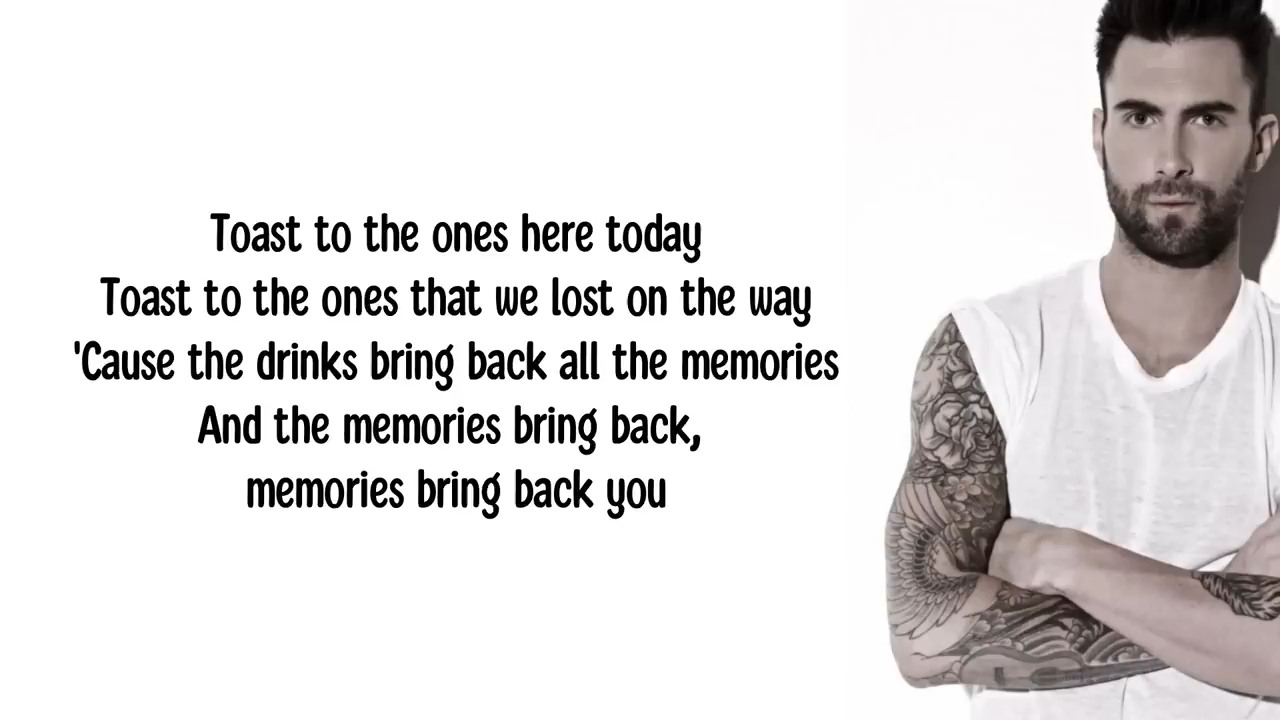 Toast to the ones here today
Toast to the ones that we lost on the way
'Cause the drinks bring back all the memories
And the memories bring back,
memories bring back you